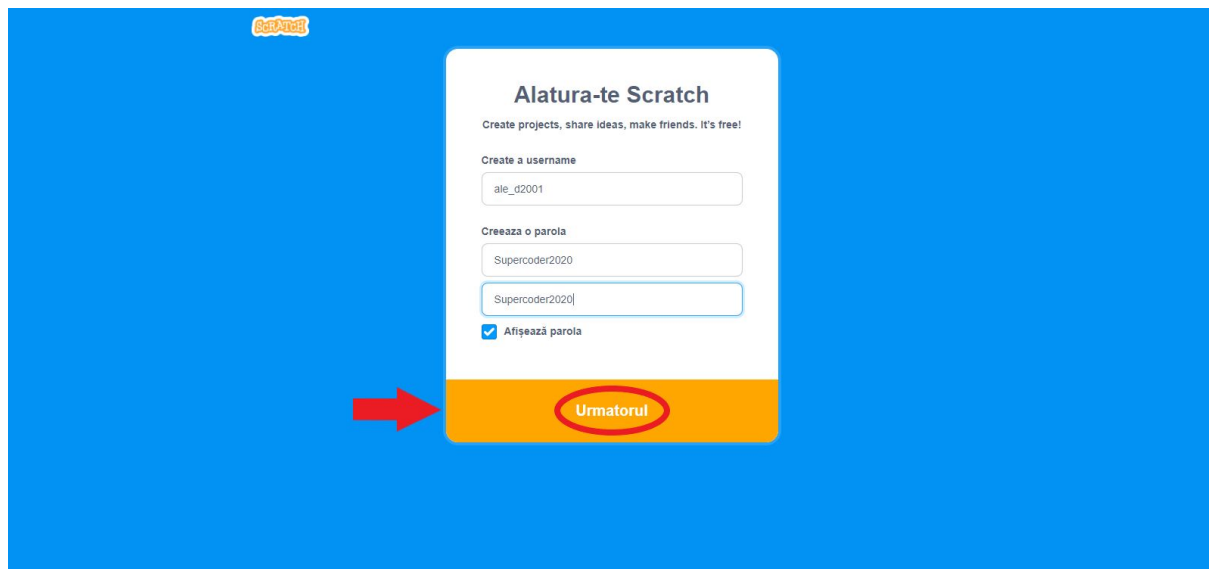 SCRATCH
Alatura-te Scratch
Create projects, share ideas, make friends. It's free!
Create a username
ale_d2001
Creeaza o parola
Supercoder2020
Supercoder2020
Afișează parola
Urmatorul